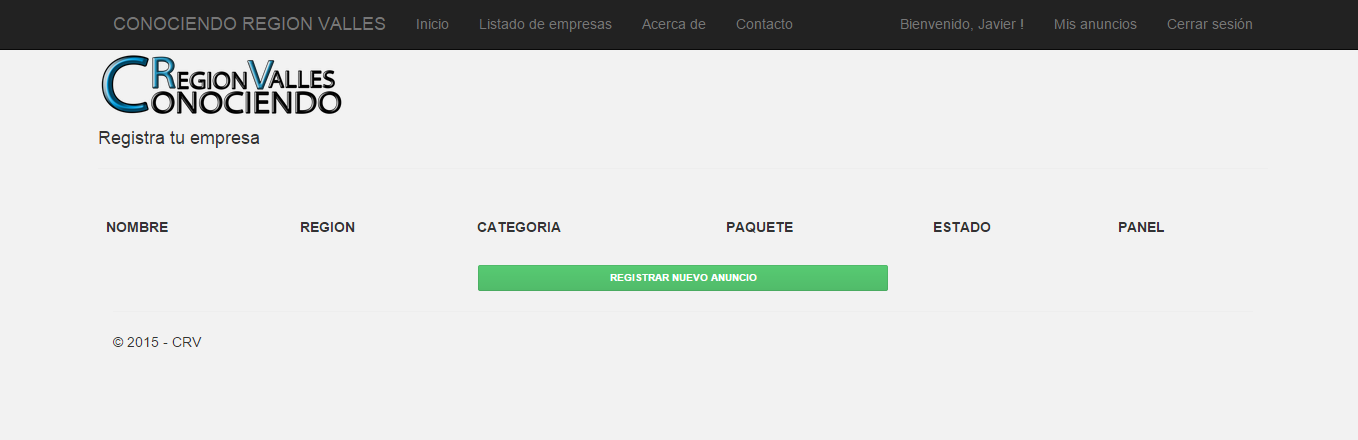 CONOCIENDO REGION VALLES Inicio Listado de empresas Acerca de Contacto Bienvenido, Javier ! Mis anuncios Cerrar sesión
REGION VALLES
CONOCIENDO
Registra tu empresa
NOMBRE REGION CATEGORIA PAQUETE ESTADO PANEL
REGISTRAR NUEVO ANUNCIO
© 2015 - CRV